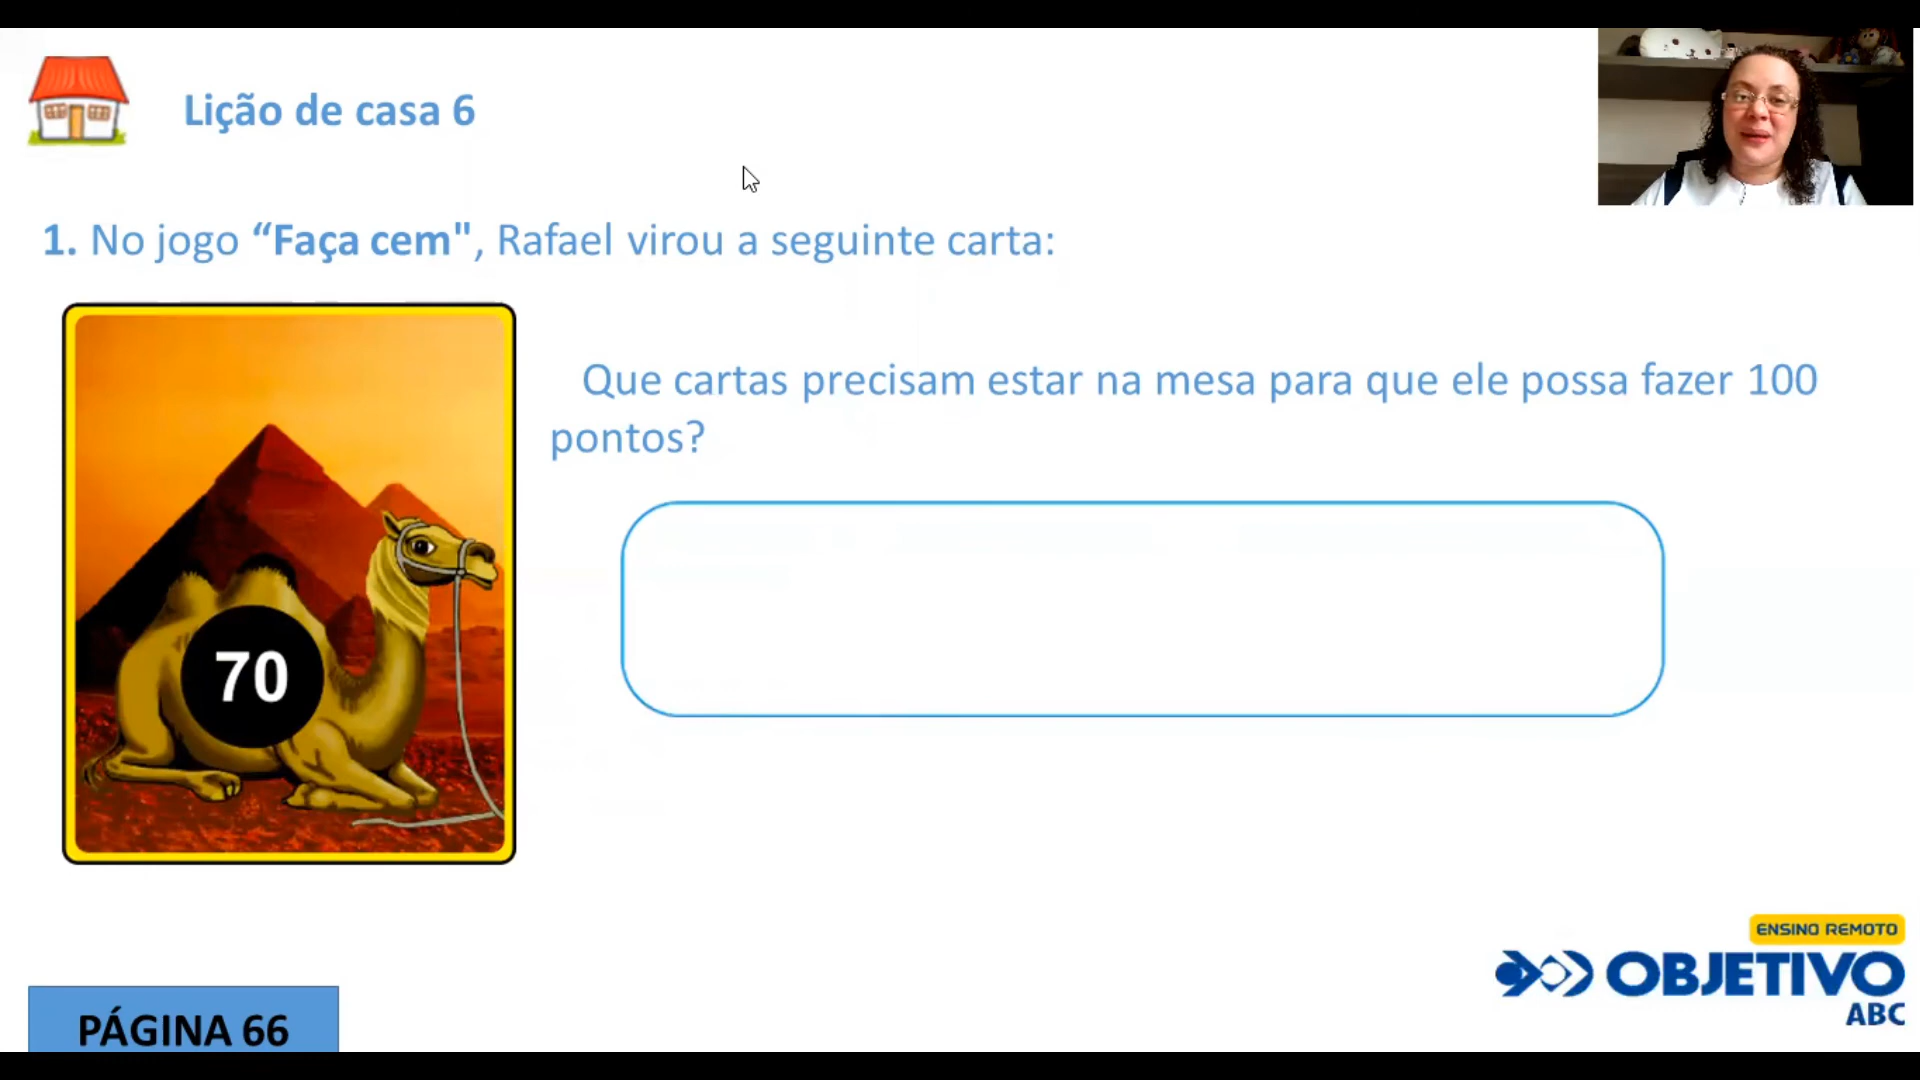 Lição de casa 6
1. No jogo “Faça cem", Rafael virou a seguinte carta:
Que cartas precisam estar na mesa para que ele possa fazer 100
pontos?
70
ENSINO REMOTO
OBJETIVO
ABC
PÁGINA 66